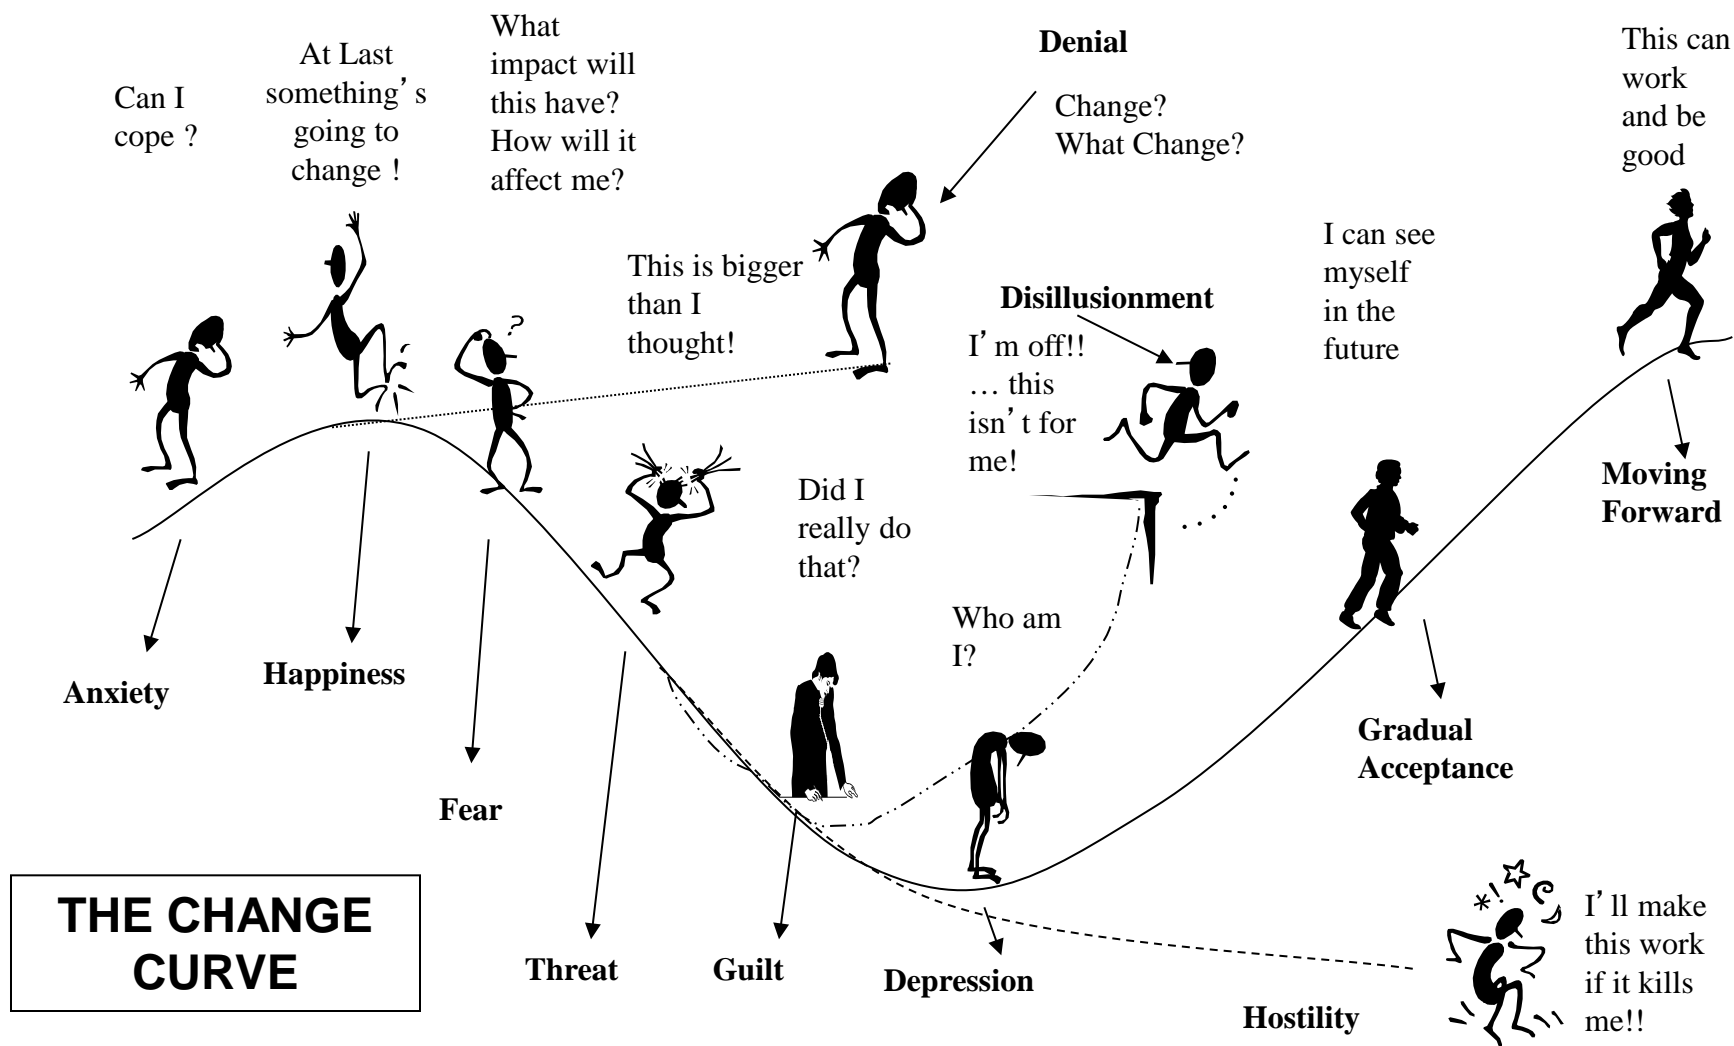 Can I
cope ?
At Last
something’s
going to
change !
What
impact will
this have?
How will it
affect me?
Denial
Change?
What Change?
This can
work
and be
good
This is bigger
than I
thought!
Disillusionment
I’m off!!
… this
isn’t for
me!
I can see
myself
in the
future
?
Did I
really do
that?
Who am
I?
Moving
Forward
Anxiety
Happiness
Fear
Gradual
Acceptance
THE CHANGE
CURVE
Threat
Guilt
Depression
Hostility
*!
I’ll make
this work
if it kills
me!!